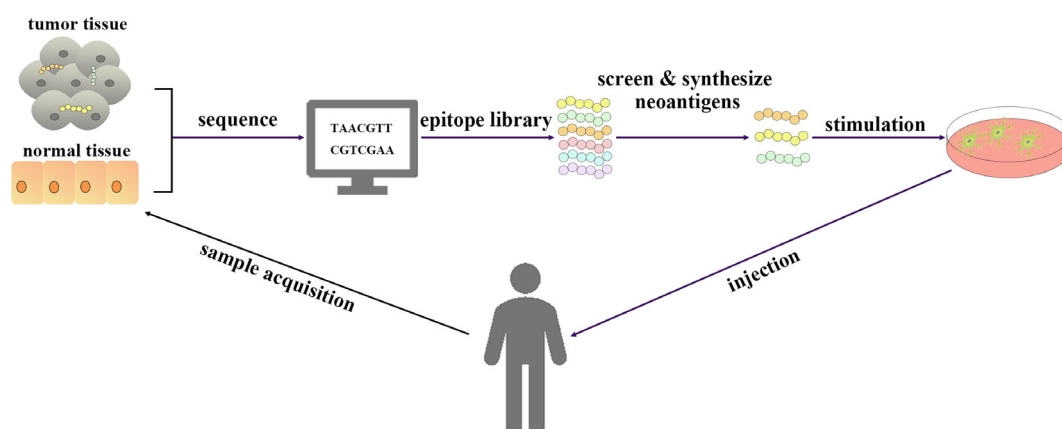 tumor tissue
normal tissue
sequence
TAACGTT
CGTCGAA
epitope library
screen & synthesize
neoantigens
stimulation
sample acquisition
injection